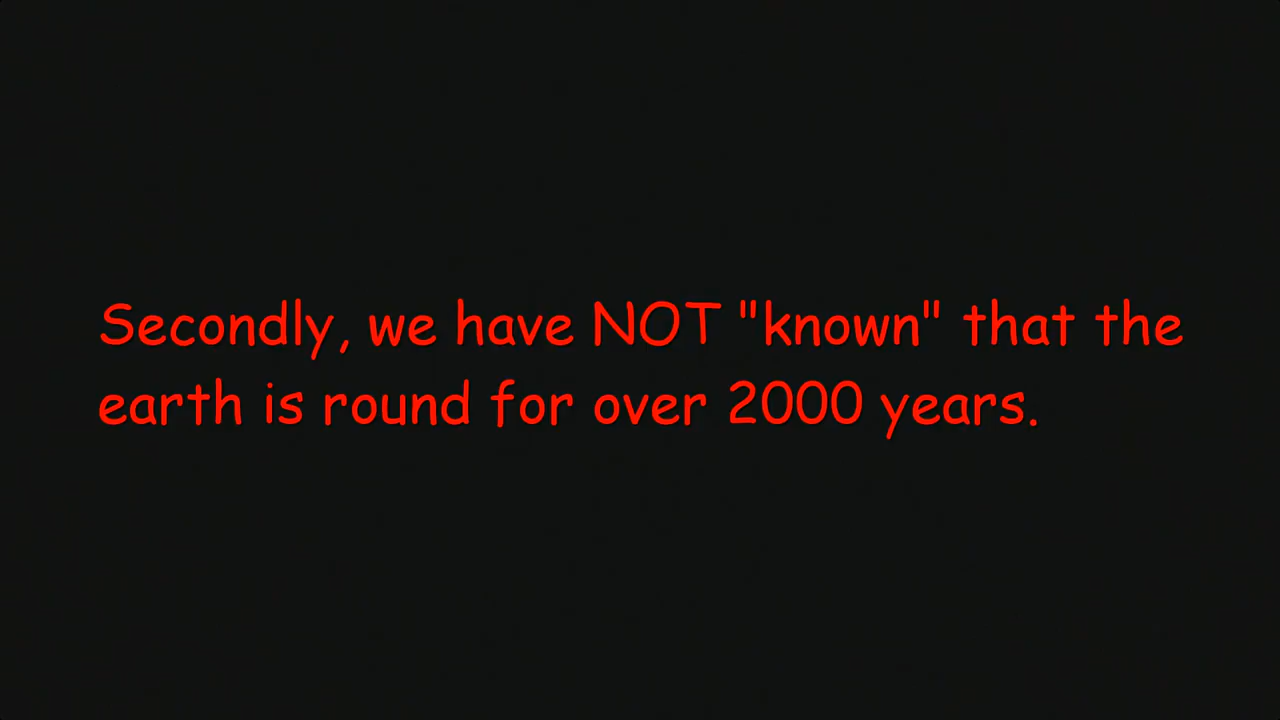 Secondly, we have NOT "known" that the
earth is round for over 2000 years.